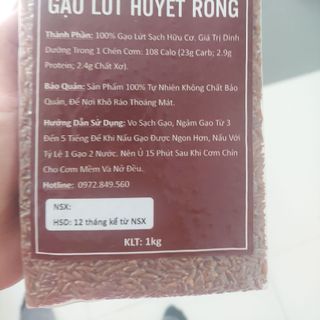 GẠO LỨT HUYẾT RỒNG
Thành Phần: 100% Gạo Lứt Sạch Hữu Cơ. Giá Trị Dinh
Dưỡng Trong 1 Chén Cơm: 108 Calo (23g Carb; 2.9g
Protein; 2.4g Chất Xơ).
Bảo Quản: Sản Phẩm 100% Tự Nhiên Không Chất Bảo
Quản, Để Nơi Khô Ráo Thoáng Mát.
Hướng Dẫn Sử Dụng: Vo Sạch Gạo, Ngâm Gạo Từ 3
Đến 5 Tiếng Để Khi Nấu Gạo Được Ngon Hơn, Nấu Với
Tỷ Lệ 1 Gạo 2 Nước. Nên Ủ 15 Phút Sau Khi Cơm Chín
Cho Cơm Mềm Và Nở Đều.
Hotline: 0972.849.560
NSX:
HSD: 12 tháng kể từ NSX
KLT: 1kg